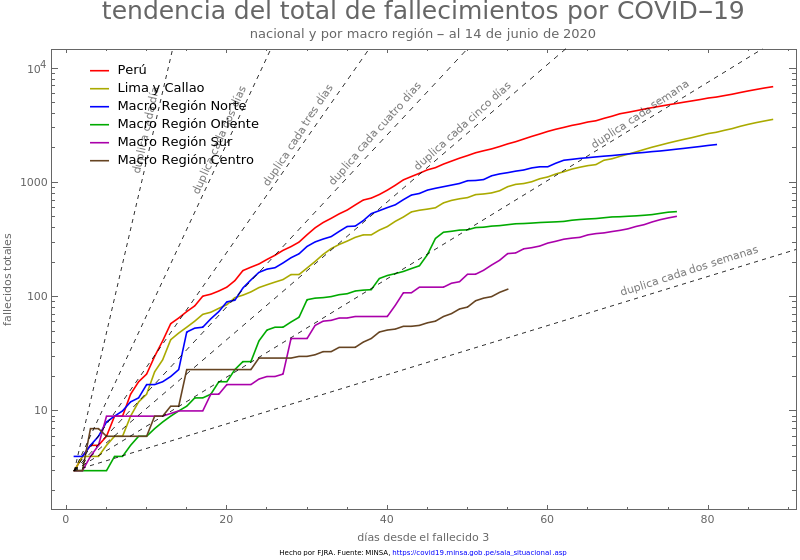 tendencia del total de fallecimientos por COVID−19
nacional y por macro región − al 14 de junio de 2020
Perú
Lima y Callao
Macro Región Norte
Macro Región Oriente
Macro Región Sur
Macro Región Centro
duplica cada día
duplica cada dos días
duplica cada tres días
duplica cada cuatro días
duplica cada cinco días
duplica cada semana
duplica cada dos semanas
10⁴
1000
100
10
fallecidos totales
0 20 40 60 80
días desde el fallecido 3
Hecho por FJRA. Fuente: MINSA, https://covid19.minsa.gob.pe/sala_situacional.asp